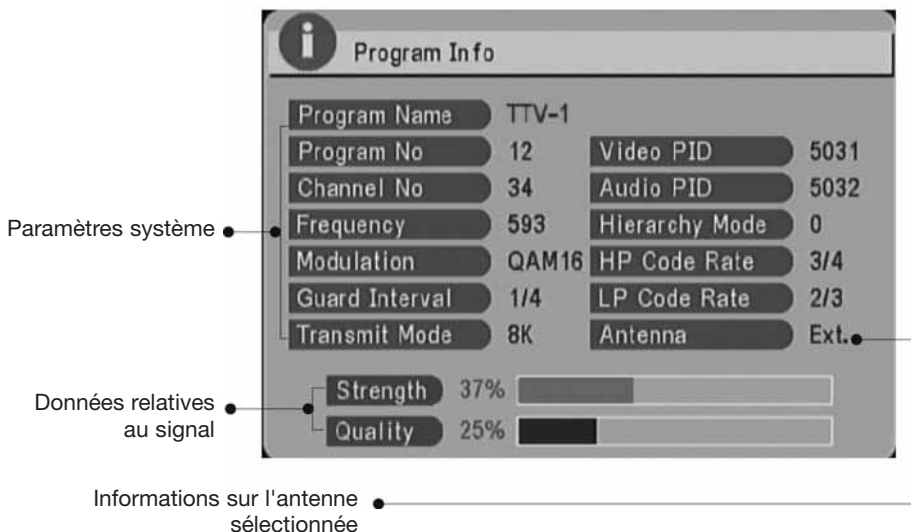 Program Info
Program Name TTV-1
Program No 12 Video PID 5031
Channel No 34 Audio PID 5032
Paramètres système
Frequency 593 Hierarchy Mode 0
Modulation QAM16 HP Code Rate 3/4
Guard Interval 1/4 LP Code Rate 2/3
Transmit Mode 8K Antenna Ext.
Données relatives
au signal
Strength 37%
Quality 25%
Informations sur l'antenne
sélectionnée